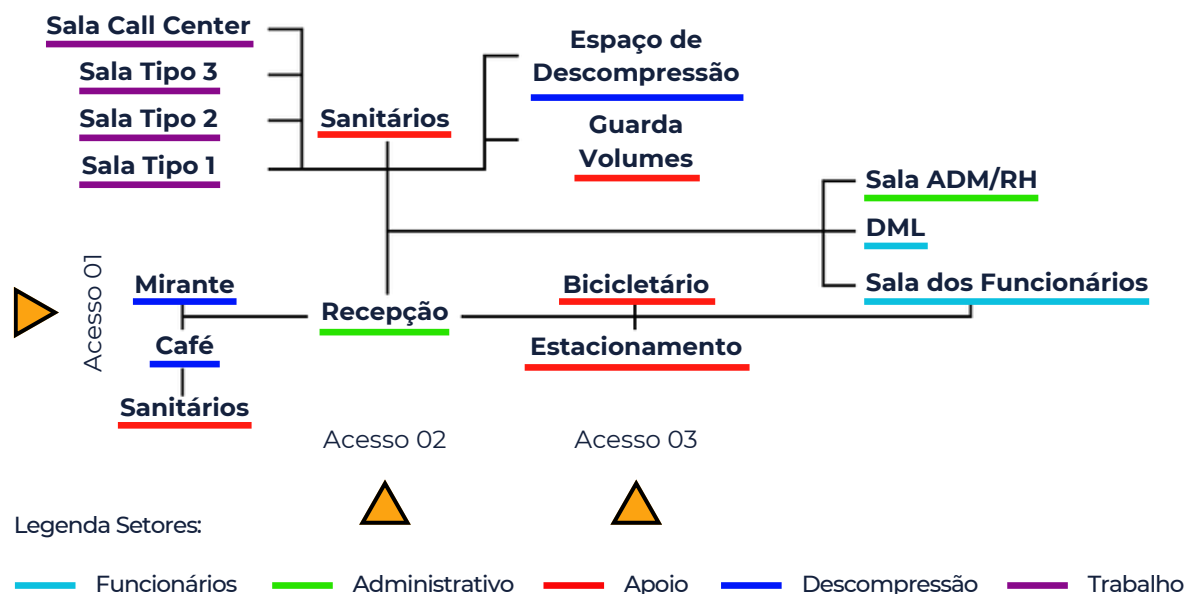 Sala Call Center
Sala Tipo 3
Sala Tipo 2
Sala Tipo 1
Sanitários
Espaço de
Descompressão
Guarda
Volumes
Sala ADM/RH
DML
Sala dos Funcionários
Acesso 01
Mirante
Café
Sanitários
Recepção
Bicicletário
Estacionamento
Acesso 02
Acesso 03
Legenda Setores:
Funcionários
Administrativo
Apoio
Descompressão
Trabalho